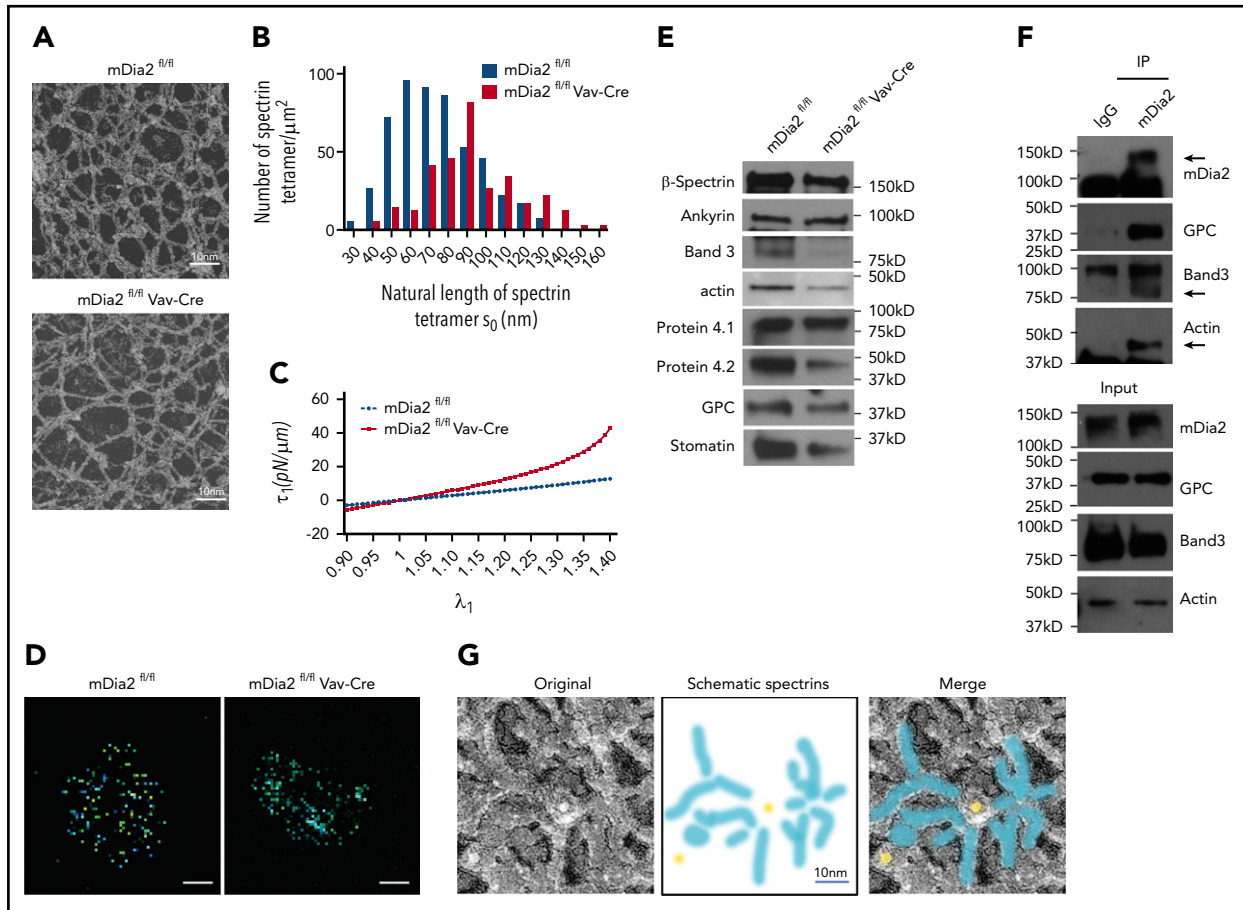 A
mDia2 fl/fl
10nm
mDia2 fl/fl Vav-Cre
10nm
B
mDia2 fl/fl
mDia2 fl/fl Vav-Cre
Number of spectrin
tetramer/μm2
100
50
0
30 40 50 60 70 80 90 100 110 120 130 140 150 160
Natural length of spectrin
tetramer s0 (nm)
C
mDia2 fl/fl
mDia2 fl/fl Vav-Cre
τ1(pN/μm)
60
40
20
0
-20
0.90 0.95 1 1.05 1.10 1.15 1.20 1.25 1.30 1.35 1.40
λ1
D
mDia2 fl/fl
mDia2 fl/fl Vav-Cre
E
mDia2 fl/fl
mDia2 fl/fl Vav-Cre
β-Spectrin
150kD
Ankyrin
100kD
Band 3
75kD
50kD
actin
100kD
Protein 4.1
75kD
Protein 4.2
50kD
37kD
GPC
37kD
Stomatin
37kD
F
IP
IgG
mDia2
150kD
mDia2
100kD
50kD
37kD
GPC
25kD
100kD
Band3
75kD
Actin
50kD
37kD
Input
150kD
mDia2
100kD
50kD
37kD
GPC
25kD
100kD
Band3
75kD
50kD
Actin
37kD
G
Original
Schematic spectrins
Merge
10nm